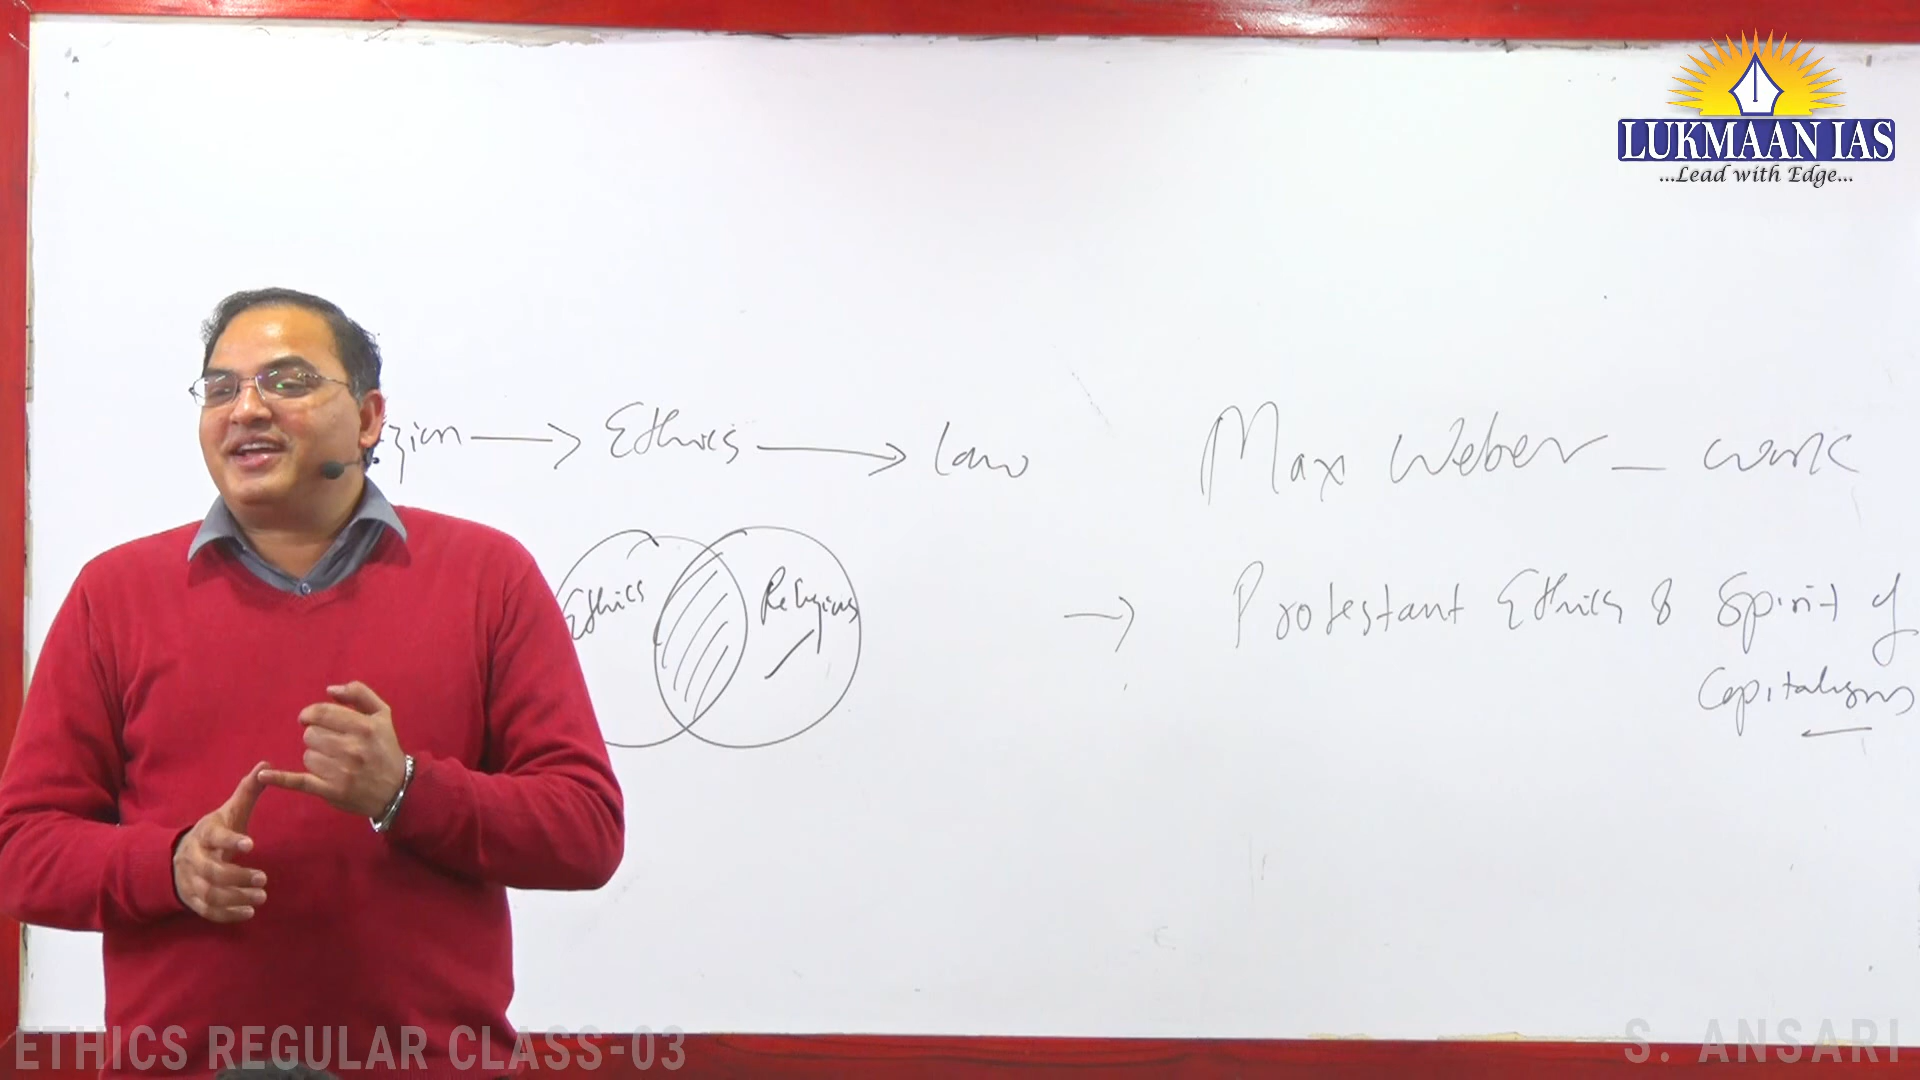 LUKMAAN IAS
...Lead with Edge...
Ethics
Law
Max Weber - work
Ethics
Religious
→ Protestant Ethics & Spirit of
Capitalism
ETHICS REGULAR CLASS-03
S. ANSARI